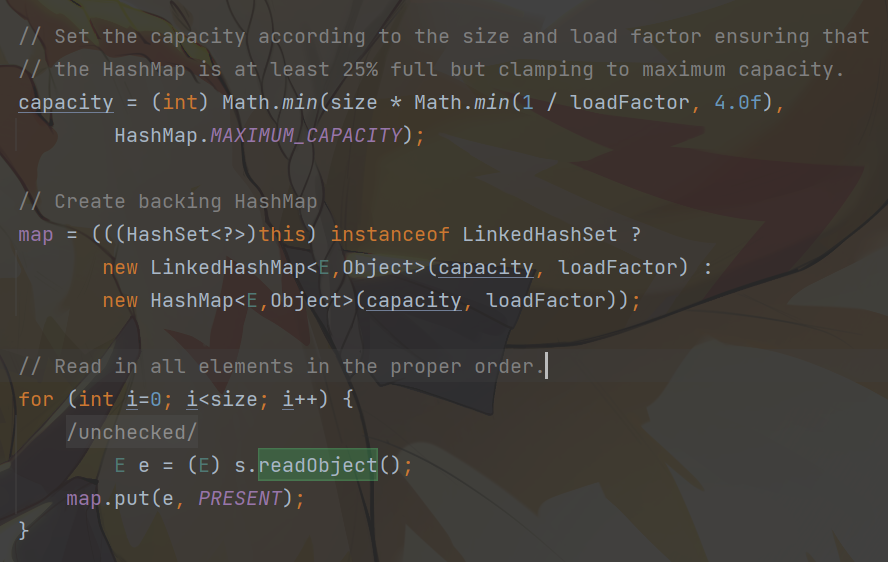 // Set the capacity according to the size and load factor ensuring that
// the HashMap is at least 25% full but clamping to maximum capacity.
capacity = (int) Math.min(size * Math.min(1 / loadFactor, 4.0f),
        HashMap.MAXIMUM_CAPACITY);
// Create backing HashMap
map = (((HashSet<?>)this) instanceof LinkedHashSet ?
       new LinkedHashMap<E,Object>(capacity, loadFactor) :
       new HashMap<E,Object>(capacity, loadFactor));
// Read in all elements in the proper order.
for (int i=0; i<size; i++) {
    /unchecked/
        E e = (E) s.readObject();
    map.put(e, PRESENT);
}